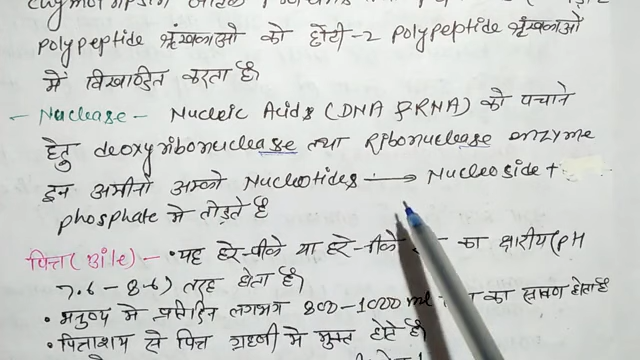 polypeptide श्रृंखलाओ को छोटी-2 polypeptide श्रृंखलाओ
में विखण्डित करता है।
- Nuclease - Nucleic Acids (DNA & RNA) को पचाने
हेतु deoxyribonuclease तथा Ribonuclease enzyme
इन अमीनो अम्लो Nucleotides → Nucleoside +
phosphate मे तोड़ते है
पित्त (Bile) - • यह हरे-पीले या हरे-नीले का क्षारीय (pH
7.6 - 8.6) तरह होता है।
• मनुष्य मे प्रतिदिन लगभग 800-1000 ml का स्रावण होता है
• पित्ताशय से पित्त ग्रहणी मे मुक्त होते है।